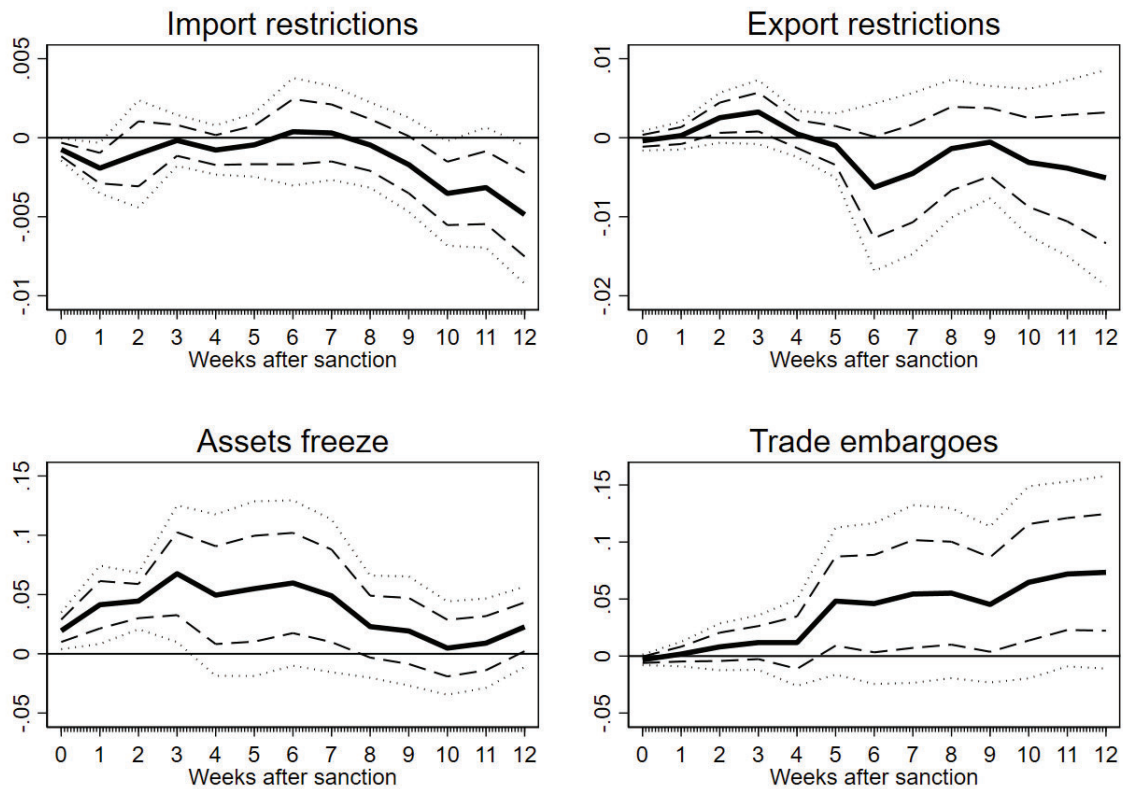 Import restrictions
.005
0
-.005
-.01
0 1 2 3 4 5 6 7 8 9 10 11 12
Weeks after sanction
Export restrictions
.01
0
-.01
-.02
0 1 2 3 4 5 6 7 8 9 10 11 12
Weeks after sanction
Assets freeze
.15
.1
.05
0
-.05
0 1 2 3 4 5 6 7 8 9 10 11 12
Weeks after sanction
Trade embargoes
.15
.1
.05
0
-.05
0 1 2 3 4 5 6 7 8 9 10 11 12
Weeks after sanction